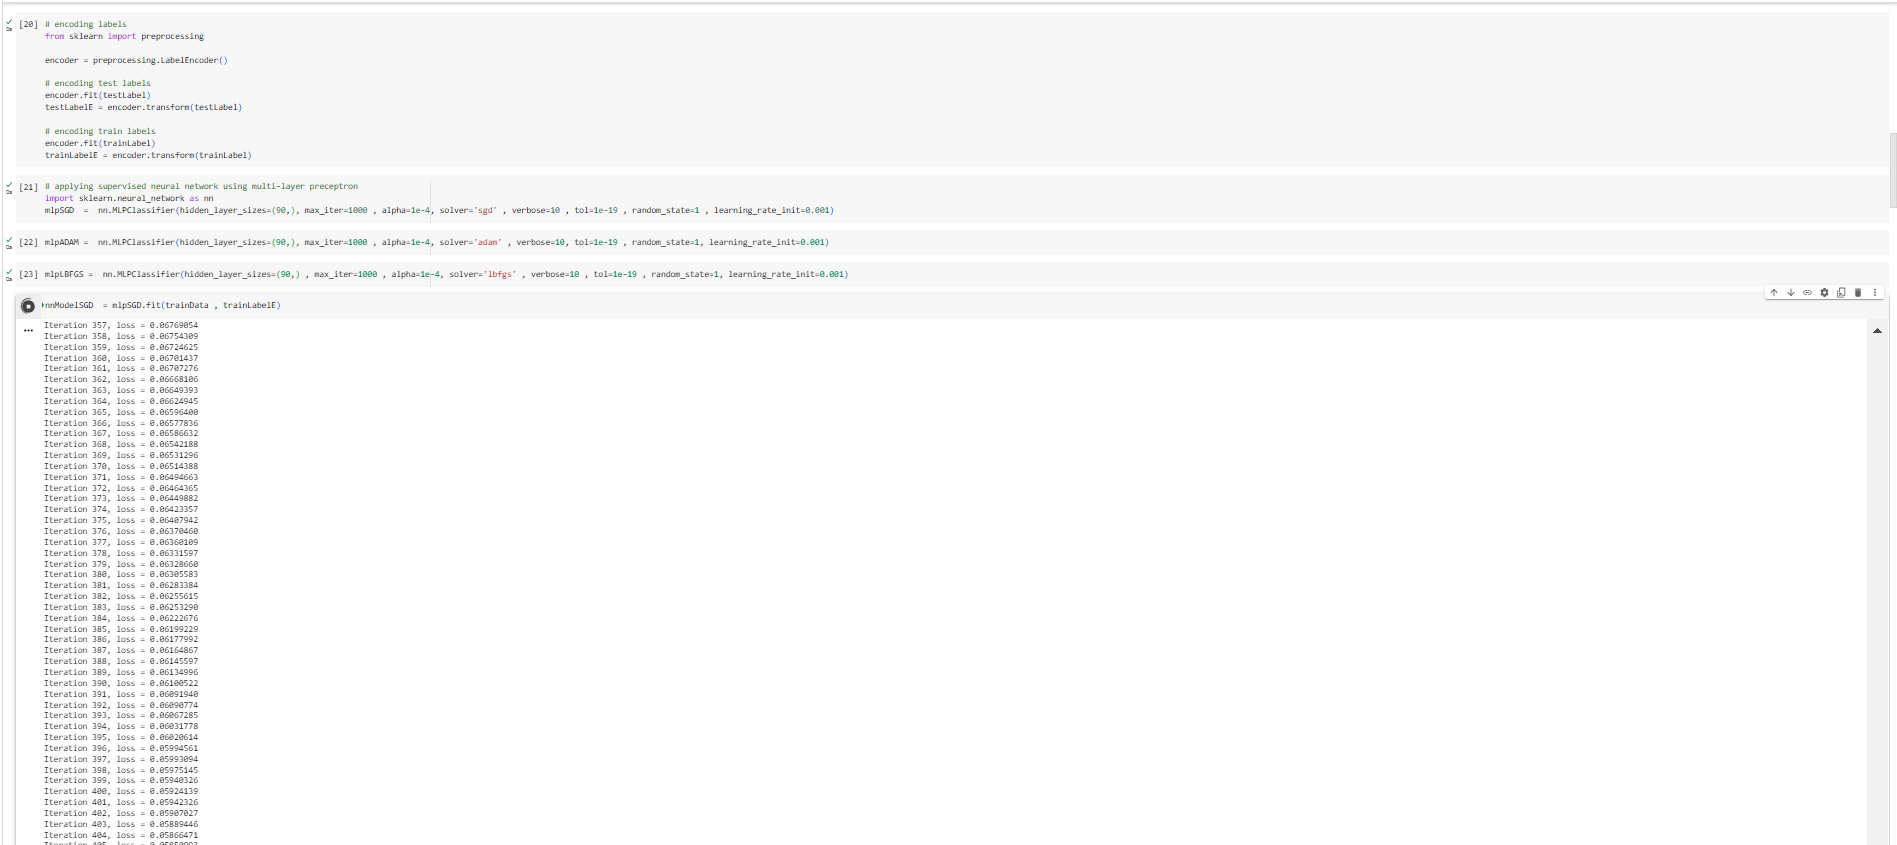 [20] # encoding labels
from sklearn import preprocessing
encoder = preprocessing.LabelEncoder()
# encoding test labels
encoder.fit(testLabel)
testLabelE = encoder.transform(testLabel)
# encoding train labels
encoder.fit(trainLabel)
trainLabelE = encoder.transform(trainLabel)
[21] # applying supervised neural network using multi-layer preceptron
import sklearn.neural_network as nn
mlpSGD  =  nn.MLPClassifier(hidden_layer_sizes=(90,), max_iter=1000 , alpha=1e-4, solver='sgd' , verbose=10 , tol=1e-19 , random_state=1 , learning_rate_init=0.001)
[22] mlpADAM =  nn.MLPClassifier(hidden_layer_sizes=(90,), max_iter=1000 , alpha=1e-4, solver='adam' , verbose=10, tol=1e-19 , random_state=1, learning_rate_init=0.001)
[23] mlpLBFGS =  nn.MLPClassifier(hidden_layer_sizes=(90,) , max_iter=1000 , alpha=1e-4, solver='lbfgs' , verbose=10 , tol=1e-19 , random_state=1, learning_rate_init=0.001)
nnModelSGD  = mlpSGD.fit(trainData , trainLabelE)
Iteration 357, loss = 0.06769054
Iteration 358, loss = 0.06754309
Iteration 359, loss = 0.06724625
Iteration 360, loss = 0.06701437
Iteration 361, loss = 0.06707276
Iteration 362, loss = 0.06668106
Iteration 363, loss = 0.06649393
Iteration 364, loss = 0.06624945
Iteration 365, loss = 0.06596400
Iteration 366, loss = 0.06577836
Iteration 367, loss = 0.06586632
Iteration 368, loss = 0.06542188
Iteration 369, loss = 0.06531296
Iteration 370, loss = 0.06514388
Iteration 371, loss = 0.06494663
Iteration 372, loss = 0.06464365
Iteration 373, loss = 0.06449882
Iteration 374, loss = 0.06423357
Iteration 375, loss = 0.06407942
Iteration 376, loss = 0.06370460
Iteration 377, loss = 0.06360109
Iteration 378, loss = 0.06331597
Iteration 379, loss = 0.06328660
Iteration 380, loss = 0.06305583
Iteration 381, loss = 0.06283384
Iteration 382, loss = 0.06255615
Iteration 383, loss = 0.06253290
Iteration 384, loss = 0.06222676
Iteration 385, loss = 0.06199229
Iteration 386, loss = 0.06177992
Iteration 387, loss = 0.06164867
Iteration 388, loss = 0.06145597
Iteration 389, loss = 0.06134996
Iteration 390, loss = 0.06100522
Iteration 391, loss = 0.06091940
Iteration 392, loss = 0.06090774
Iteration 393, loss = 0.06067285
Iteration 394, loss = 0.06031778
Iteration 395, loss = 0.06020614
Iteration 396, loss = 0.05994561
Iteration 397, loss = 0.05993094
Iteration 398, loss = 0.05975145
Iteration 399, loss = 0.05940326
Iteration 400, loss = 0.05924139
Iteration 401, loss = 0.05942326
Iteration 402, loss = 0.05907027
Iteration 403, loss = 0.05889446
Iteration 404, loss = 0.05866471